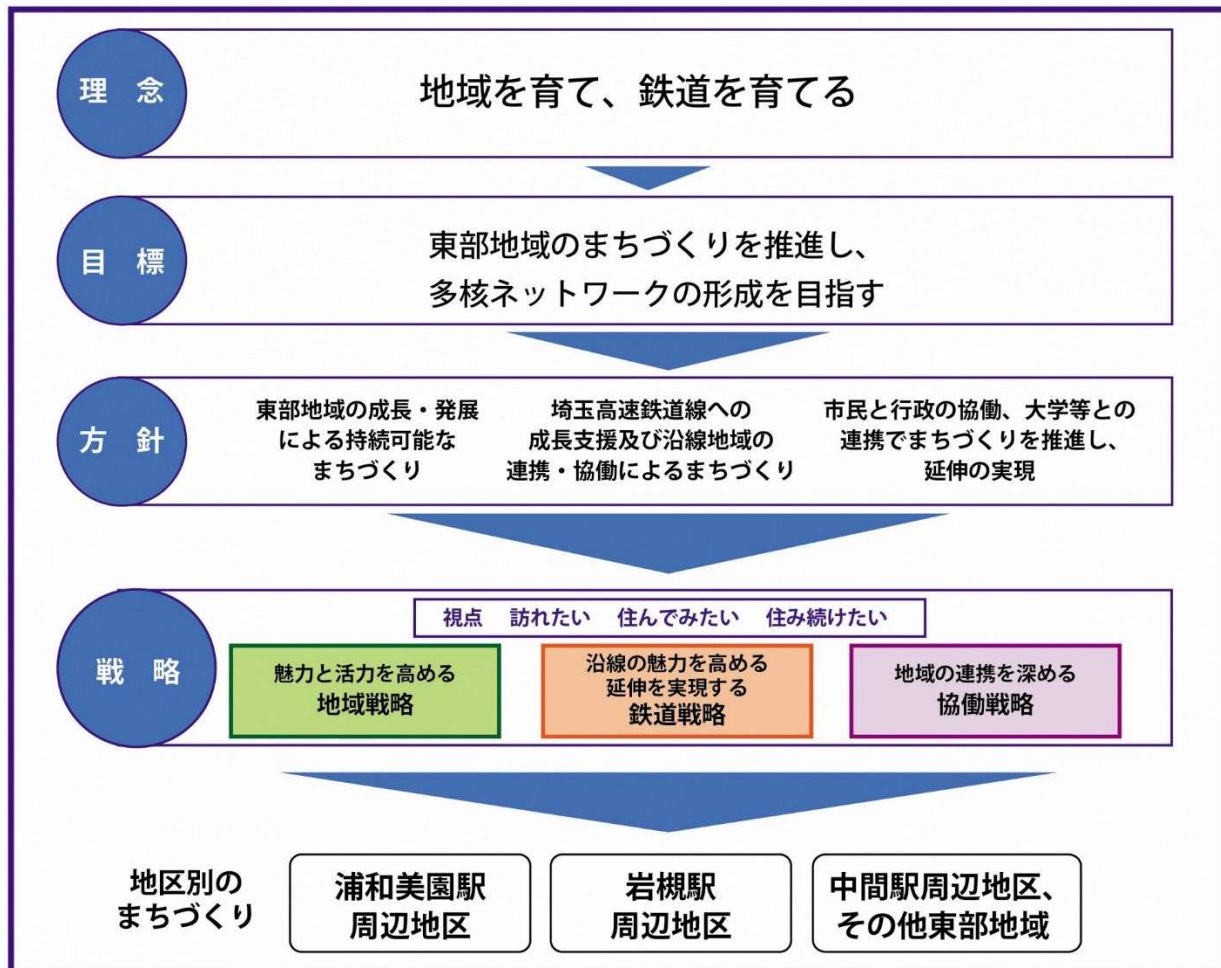 理　念
地域を育て、鉄道を育てる
目　標
東部地域のまちづくりを推進し、
多核ネットワークの形成を目指す
方　針
東部地域の成長・発展
による持続可能な
まちづくり
埼玉高速鉄道線への
成長支援及び沿線地域の
連携・協働によるまちづくり
市民と行政の協働、大学等との
連携でまちづくりを推進し、
延伸の実現
戦　略
視点　訪れたい　住んでみたい　住み続けたい
魅力と活力を高める
地域戦略
沿線の魅力を高める
延伸を実現する
鉄道戦略
地域の連携を深める
協働戦略
地区別の
まちづくり
浦和美園駅
周辺地区
岩槻駅
周辺地区
中間駅周辺地区、
その他東部地域